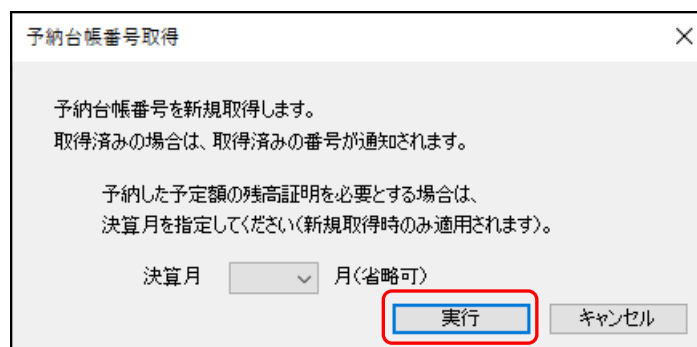 予納台帳番号取得
予納台帳番号を新規取得します。
取得済みの場合は、取得済みの番号が通知されます。
予納した予定額の残高証明を必要とする場合は、
決算月を指定してください(新規取得時のみ適用されます)。
決算月 月(省略可)
実行 キャンセル